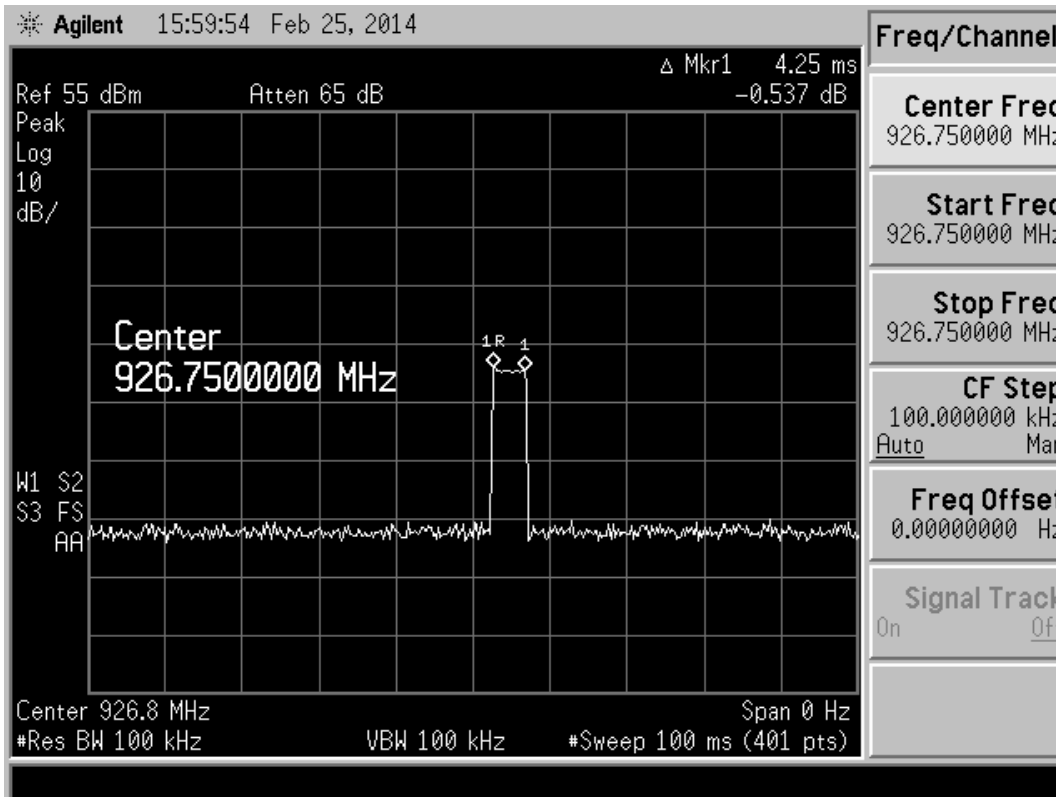 Agilent 15:59:54 Feb 25, 2014
Freq/Channel
Δ Mkr1 4.25 ms
Ref 55 dBm Atten 65 dB −0.537 dB
Peak
Log
10
dB/
Center
926.7500000 MHz
1R 1
W1 S2
S3 FS
AA
Center 926.8 MHz Span 0 Hz
#Res BW 100 kHz VBW 100 kHz #Sweep 100 ms (401 pts)
Center Freq
926.750000 MHz
Start Freq
926.750000 MHz
Stop Freq
926.750000 MHz
CF Step
100.000000 kHz
Auto Man
Freq Offset
0.00000000 Hz
Signal Track
On Off